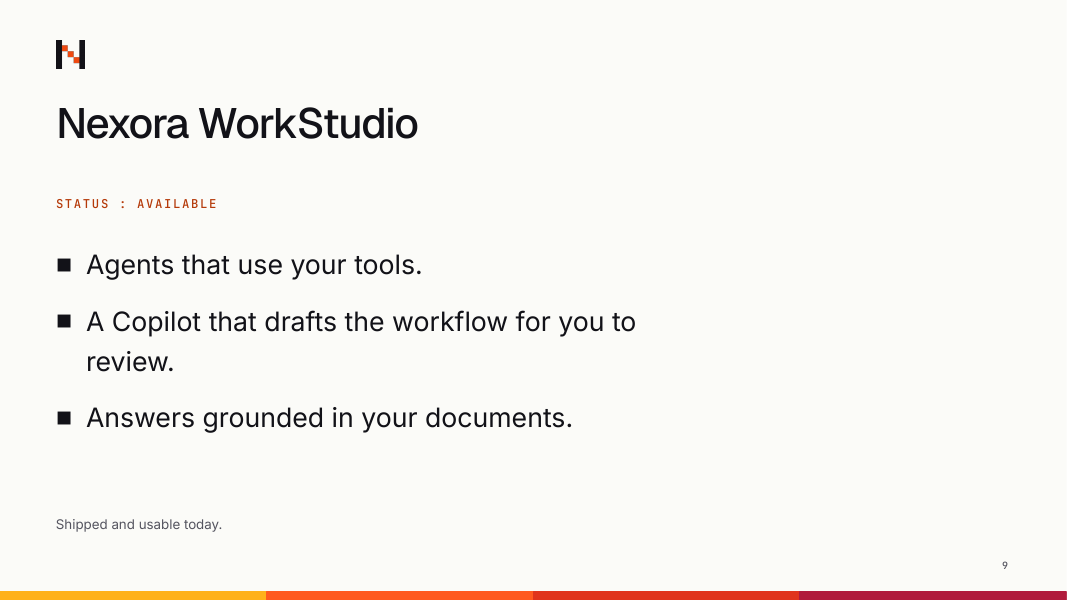 Nexora WorkStudio
STATUS : AVAILABLE
Agents that use your tools.
A Copilot that drafts the workflow for you to
review.
Answers grounded in your documents.
Shipped and usable today.
9